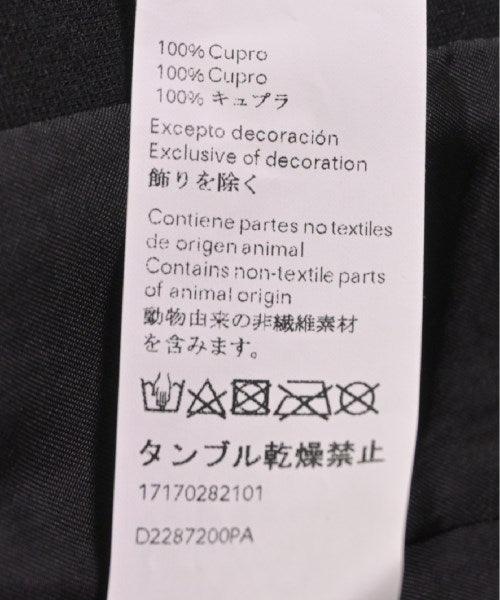 100% Cupro
100% Cupro
100% キュプラ
Excepto decoración
Exclusive of decoration
飾りを除く
Contiene partes no textiles
de origen animal
Contains non-textile parts
of animal origin
動物由来の非繊維素材
を含みます。
タンブル乾燥禁止
17170282101
D2287200PA